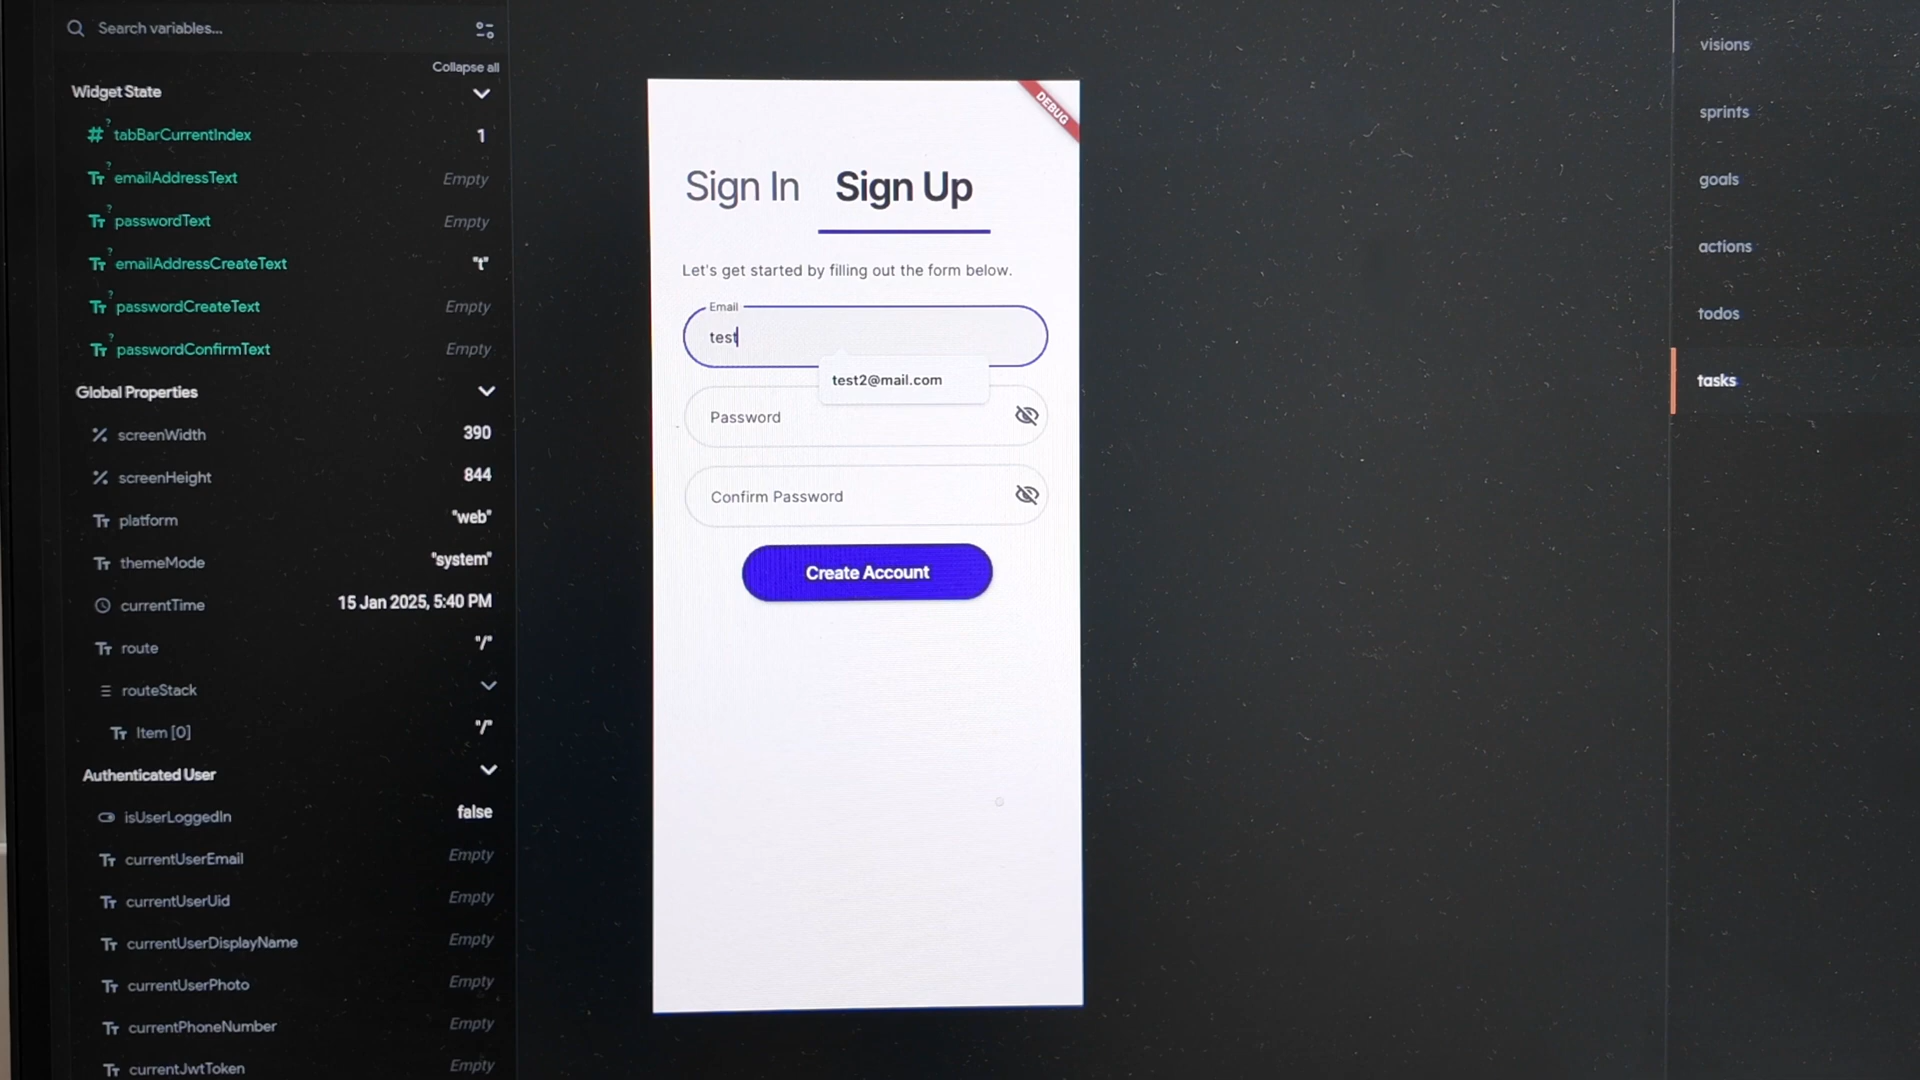 Search variables...
Collapse all
Widget State
tabBarCurrentIndex 1
emailAddressText Empty
passwordText Empty
emailAddressCreateText "t"
passwordCreateText Empty
passwordConfirmText Empty
Global Properties
screenWidth 390
screenHeight 844
platform "web"
themeMode "system"
currentTime 15 Jan 2025, 5:40 PM
route "/"
routeStack
Item [0] "/"
Authenticated User
isUserLoggedIn false
currentUserEmail Empty
currentUserUid Empty
currentUserDisplayName Empty
currentUserPhoto Empty
currentPhoneNumber Empty
currentJwtToken Empty
DEBUG
Sign In Sign Up
Let's get started by filling out the form below.
Email
test
test2@mail.com
Password
Confirm Password
Create Account
visions
sprints
goals
actions
todos
tasks